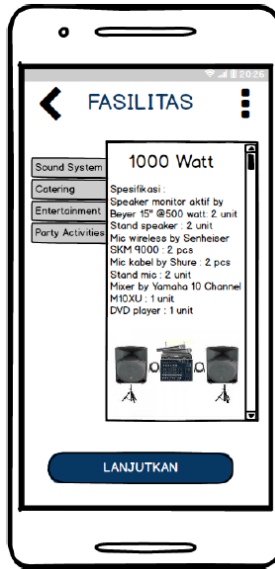 20:26
FASILITAS
Sound System
Catering
Entertainment
Party Activities
1000 Watt
Spesifikasi :
Speaker monitor aktif by
Beyer 15" @500 watt: 2 unit
Stand speaker : 2 unit
Mic wireless by Senheiser
SKM 9000 : 2 pcs
Mic kabel by Shure : 2 pcs
Stand mic : 2 unit
Mixer by Yamaha 10 Channel
M10XU : 1 unit
DVD player : 1 unit
LANJUTKAN